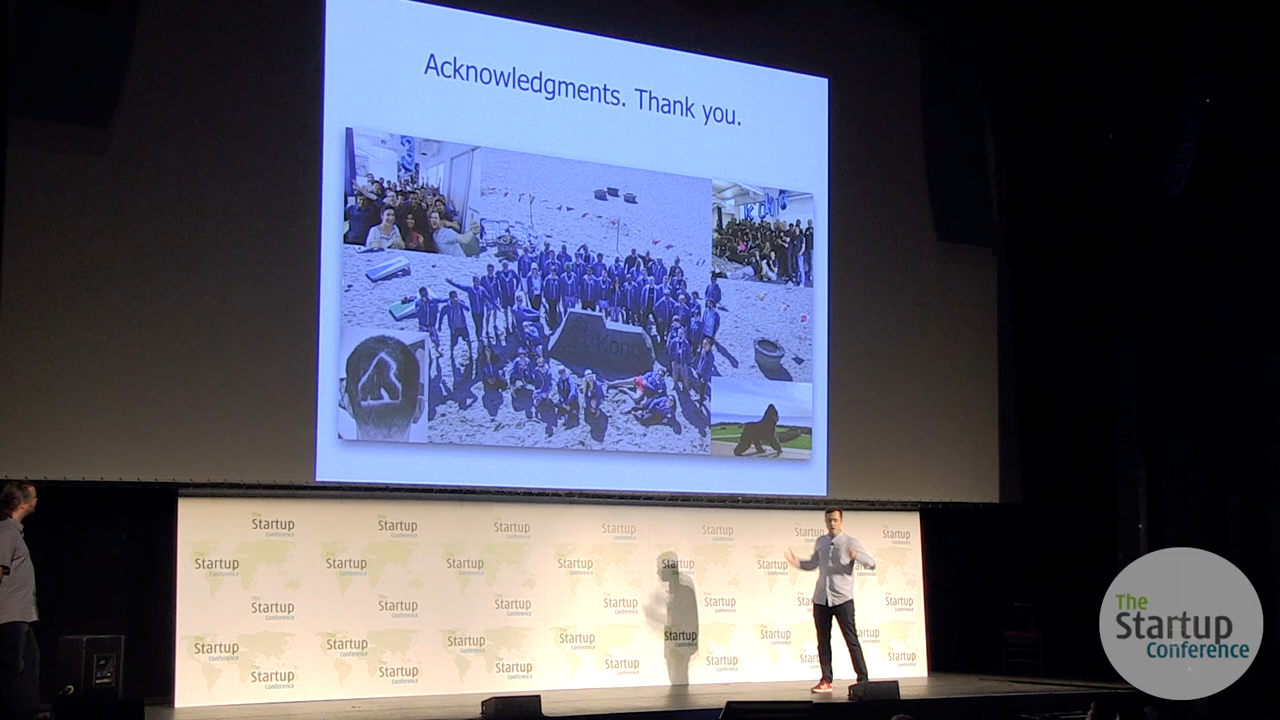 Acknowledgments. Thank you.
Kong
The
Startup
Conference
The
Startup
Conference